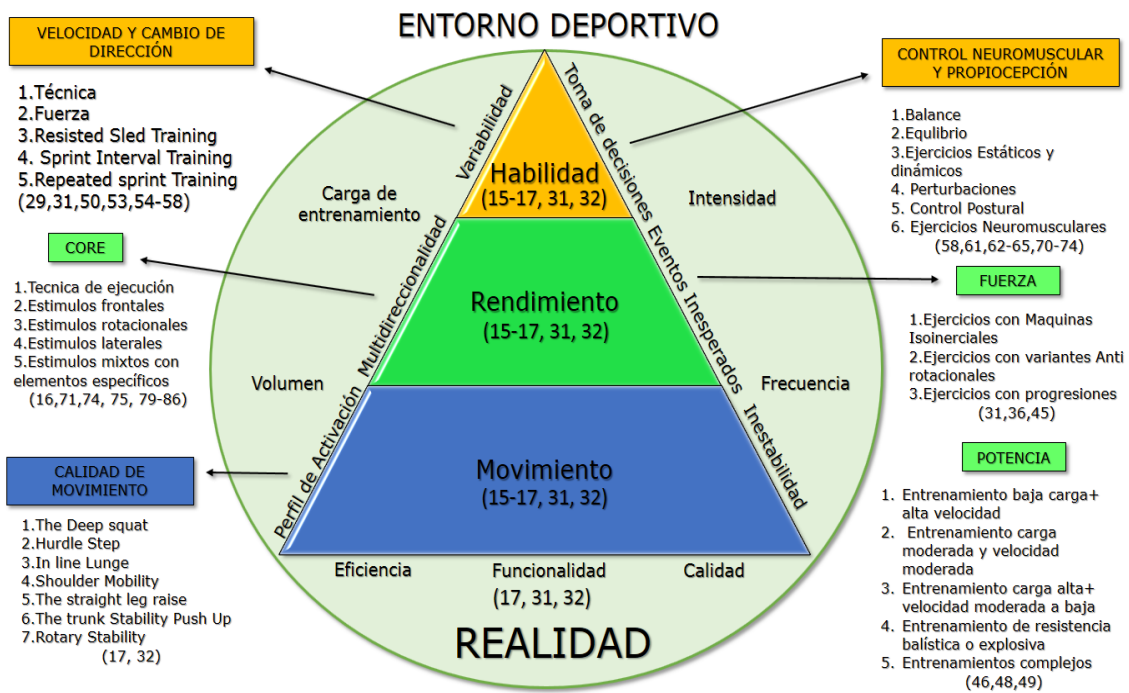 ENTORNO DEPORTIVO
VELOCIDAD Y CAMBIO DE
DIRECCIÓN
1.Técnica
2.Fuerza
3.Resisted Sled Training
4. Sprint Interval Training
5.Repeated sprint Training
(29,31,50,53,54-58)
CORE
1.Tecnica de ejecución
2.Estimulos frontales
3.Estimulos rotacionales
4.Estimulos laterales
5.Estimulos mixtos con
elementos específicos
(16,71,74, 75, 79-86)
CALIDAD DE
MOVIMIENTO
1.The Deep squat
2.Hurdle Step
3.In line Lunge
4.Shoulder Mobility
5.The straight leg raise
6.The trunk Stability Push Up
7.Rotary Stability
(17, 32)
Variabilidad
Multidireccionalidad
Perfil de Activación
Carga de
entrenamiento
Volumen
Habilidad
(15-17, 31, 32)
Rendimiento
(15-17, 31, 32)
Movimiento
(15-17, 31, 32)
Toma de decisiones
Eventos Inesperados
Inestabilidad
Intensidad
Frecuencia
Eficiencia
Funcionalidad
(17, 31, 32)
Calidad
REALIDAD
CONTROL NEUROMUSCULAR
Y PROPIOCEPCIÓN
1.Balance
2.Equlibrio
3.Ejercicios Estáticos y
dinámicos
4. Perturbaciones
5. Control Postural
6. Ejercicios Neuromusculares
(58,61,62-65,70-74)
FUERZA
1.Ejercicios con Maquinas
Isoinerciales
2.Ejercicios con variantes Anti
rotacionales
3.Ejercicios con progresiones
(31,36,45)
POTENCIA
1. Entrenamiento baja carga+
alta velocidad
2. Entrenamiento carga
moderada y velocidad
moderada
3. Entrenamiento carga alta+
velocidad moderada a baja
4. Entrenamiento de resistencia
balística o explosiva
5. Entrenamientos complejos
(46,48,49)